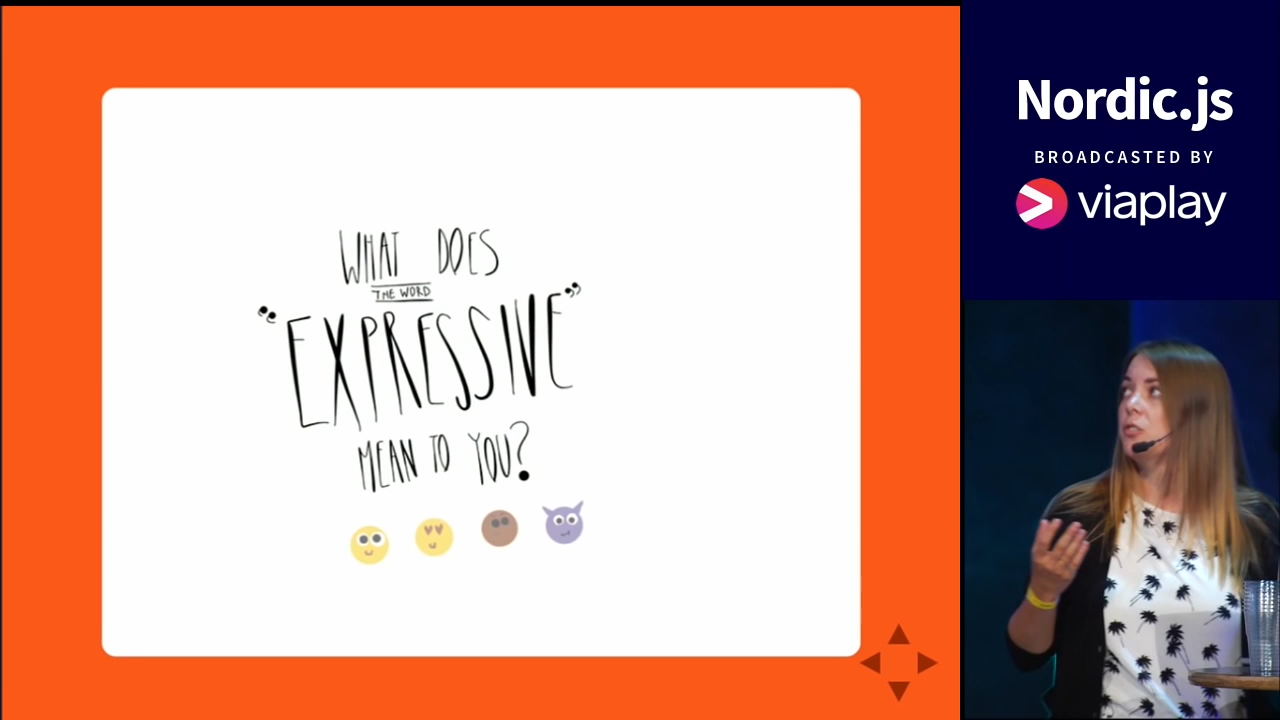 WHAT DOES
THE WORD
“EXPRESSIVE”
MEAN TO YOU?
Nordic.js
BROADCASTED BY
viaplay